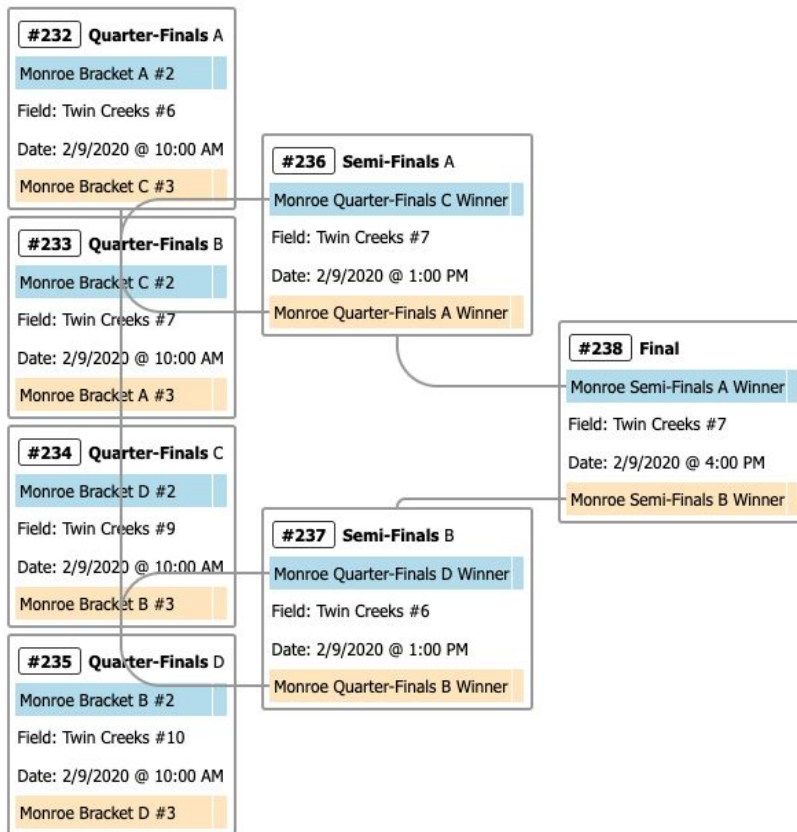 #232 Quarter-Finals A
Monroe Bracket A #2
Field: Twin Creeks #6
Date: 2/9/2020 @ 10:00 AM
Monroe Bracket C #3
#233 Quarter-Finals B
Monroe Bracket C #2
Field: Twin Creeks #7
Date: 2/9/2020 @ 10:00 AM
Monroe Bracket A #3
#234 Quarter-Finals C
Monroe Bracket D #2
Field: Twin Creeks #9
Date: 2/9/2020 @ 10:00 AM
Monroe Bracket B #3
#235 Quarter-Finals D
Monroe Bracket B #2
Field: Twin Creeks #10
Date: 2/9/2020 @ 10:00 AM
Monroe Bracket D #3
#236 Semi-Finals A
Monroe Quarter-Finals C Winner
Field: Twin Creeks #7
Date: 2/9/2020 @ 1:00 PM
Monroe Quarter-Finals A Winner
#237 Semi-Finals B
Monroe Quarter-Finals D Winner
Field: Twin Creeks #6
Date: 2/9/2020 @ 1:00 PM
Monroe Quarter-Finals B Winner
#238 Final
Monroe Semi-Finals A Winner
Field: Twin Creeks #7
Date: 2/9/2020 @ 4:00 PM
Monroe Semi-Finals B Winner